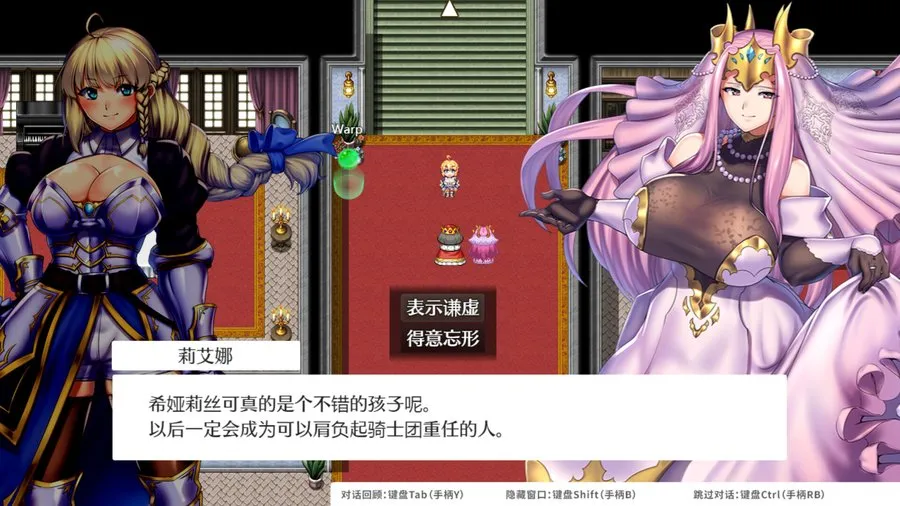 Warp
表示谦虚
得意忘形
莉艾娜
希娅莉丝可真的是个不错的孩子呢。
以后一定会成为可以肩负起骑士团重任的人。
对话回顾：键盘Tab（手柄Y） 隐藏窗口：键盘Shift（手柄B） 跳过对话：键盘Ctrl（手柄RB）